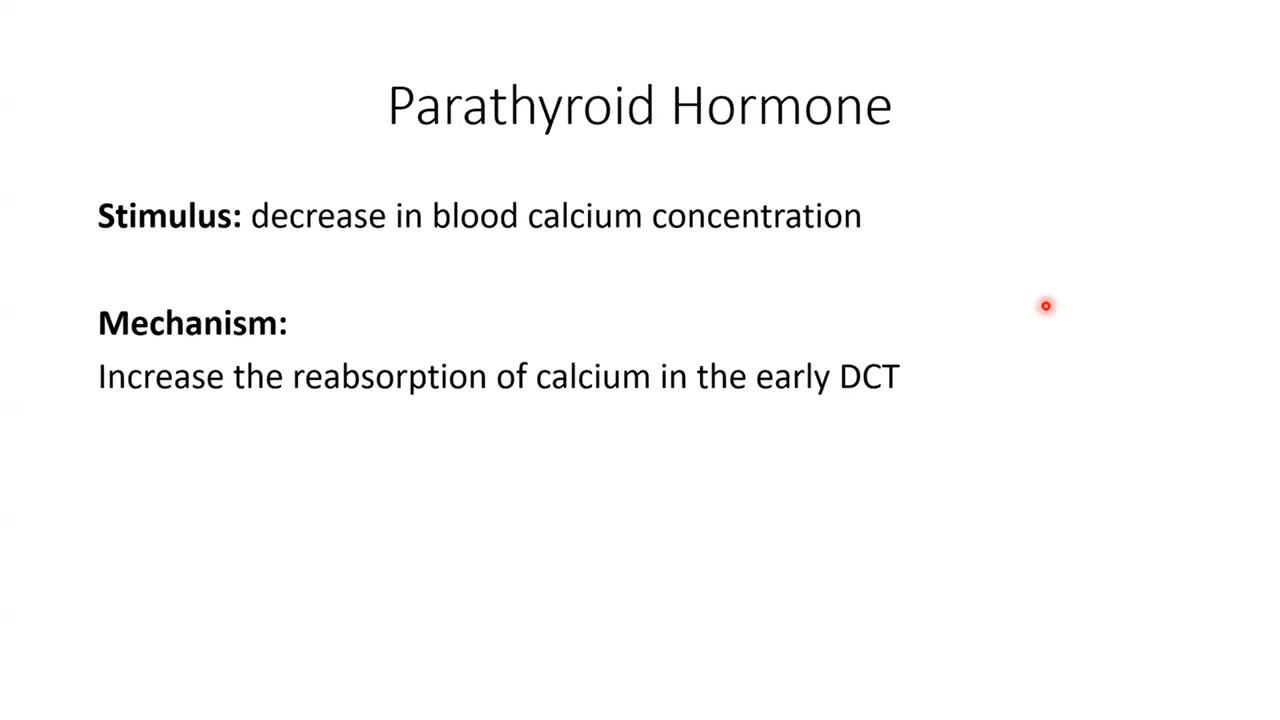 Parathyroid Hormone
Stimulus: decrease in blood calcium concentration
Mechanism:
Increase the reabsorption of calcium in the early DCT